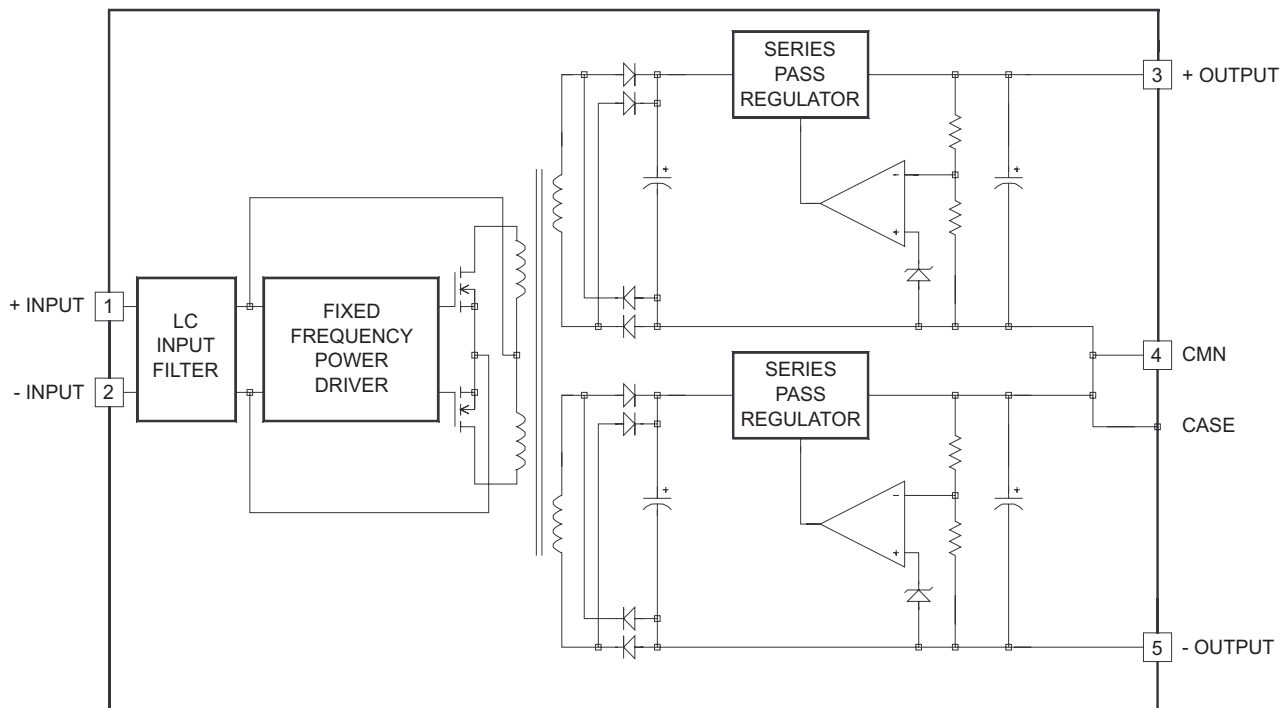 SERIES
PASS
REGULATOR
3 + OUTPUT
+
-
+
+
+ INPUT 1
LC
INPUT
FILTER
FIXED
FREQUENCY
POWER
DRIVER
- INPUT 2
4 CMN
SERIES
PASS
REGULATOR
CASE
+
-
+
+
5 - OUTPUT